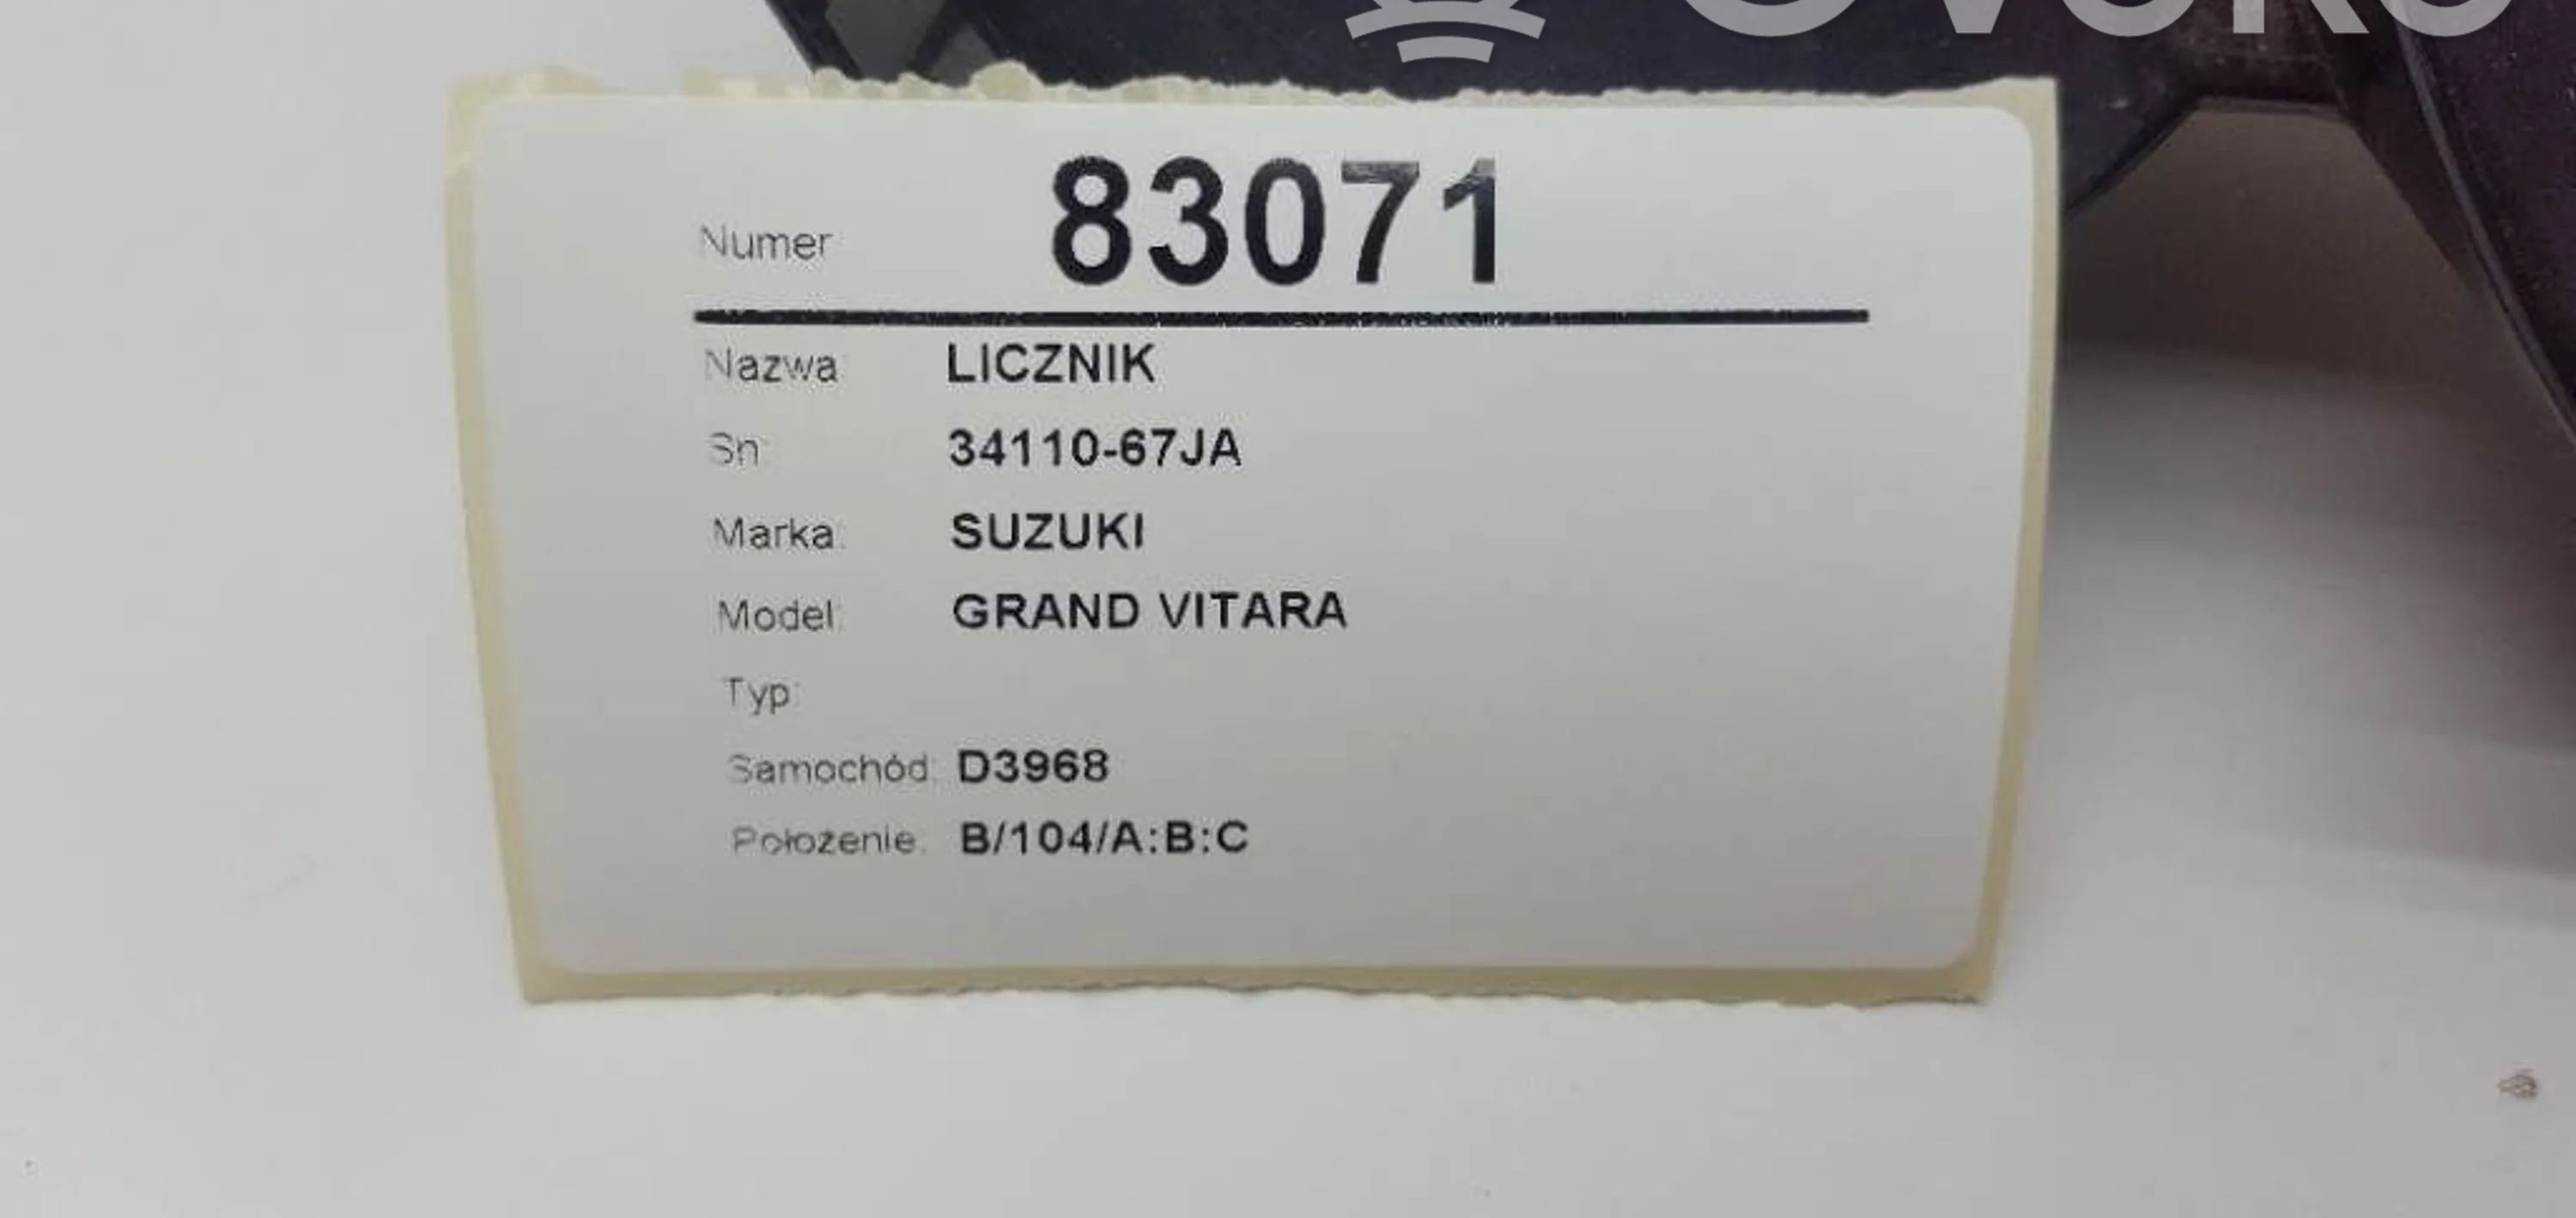 Numer 83071
Nazwa LICZNIK
Sn: 34110-67JA
Marka: SUZUKI
Model: GRAND VITARA
Typ:
Samochód: D3968
Położenie: B/104/A:B:C